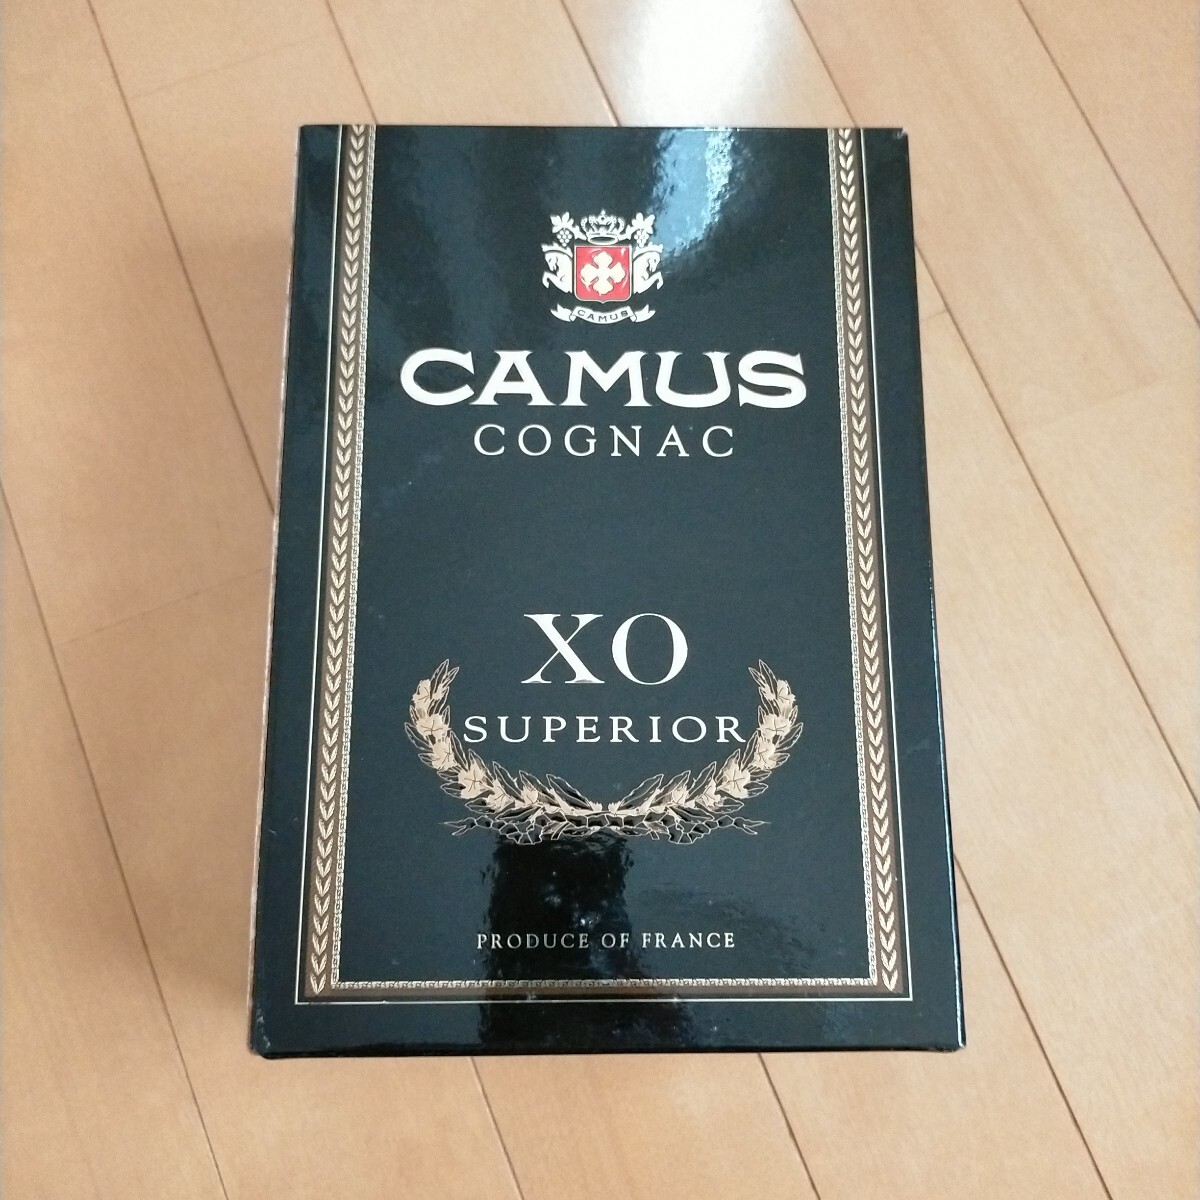 CAMUS
CAMUS
COGNAC
XO
SUPERIOR
PRODUCE OF FRANCE